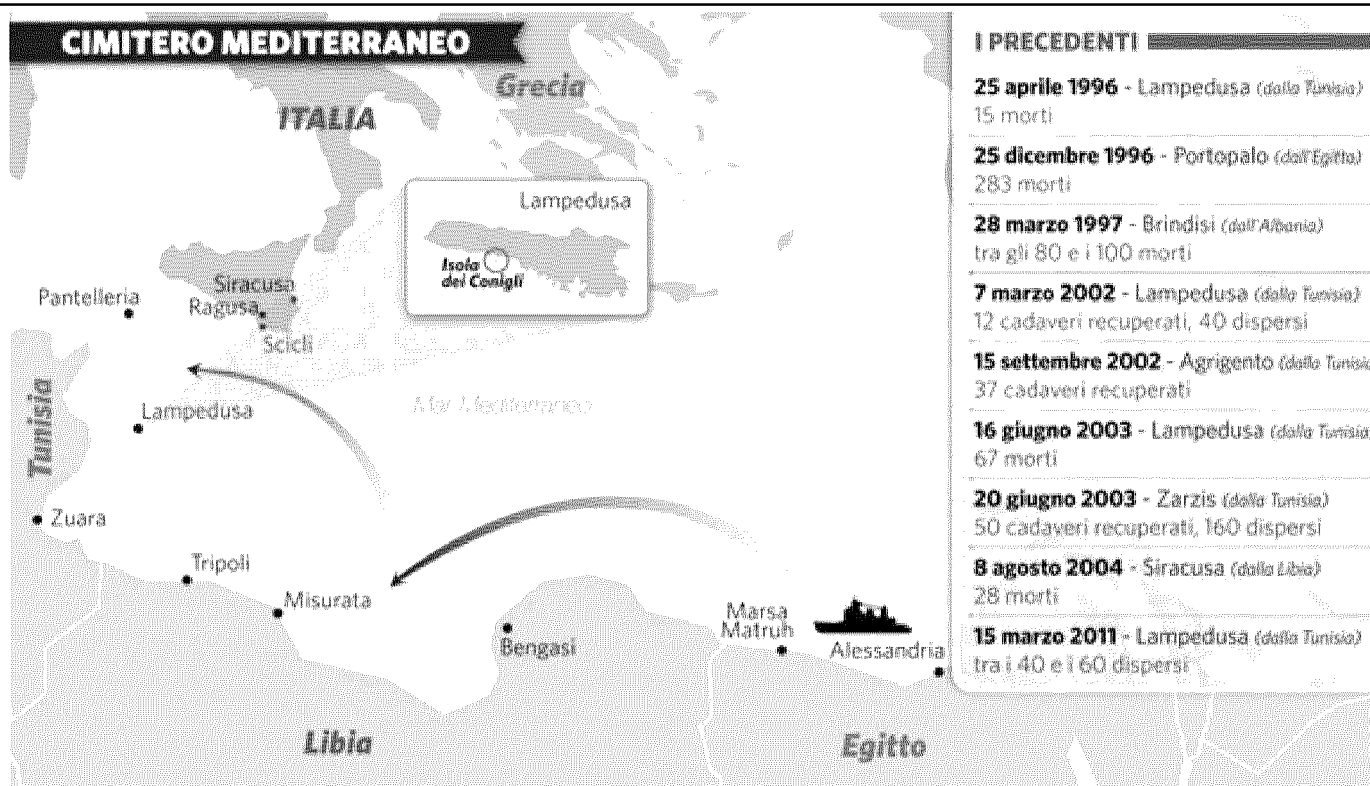 CIMITERO MEDITERRANEO
Grecia
ITALIA
Lampedusa
Isola
dei Conigli
Siracusa
Pantelleria
Ragusa
Scicli
Tunisia
Lampedusa
Mar Mediterraneo
Zuara
Tripoli
Misurata
Bengasi
Marsa
Matruh
Alessandria
Libia
Egitto
I PRECEDENTI
25 aprile 1996 - Lampedusa (dalla Tunisia)
15 morti
25 dicembre 1996 - Portopalo (dall'Egitto)
283 morti
28 marzo 1997 - Brindisi (dall'Albania)
tra gli 80 e i 100 morti
7 marzo 2002 - Lampedusa (dalla Tunisia)
12 cadaveri recuperati, 40 dispersi
15 settembre 2002 - Agrigento (dalla Tunisia
37 cadaveri recuperati
16 giugno 2003 - Lampedusa (dalla Tunisia)
67 morti
20 giugno 2003 - Zarzis (dalla Tunisia)
50 cadaveri recuperati, 160 dispersi
8 agosto 2004 - Siracusa (dalla Libia)
28 morti
15 marzo 2011 - Lampedusa (dalla Tunisia)
tra i 40 e i 60 dispersi